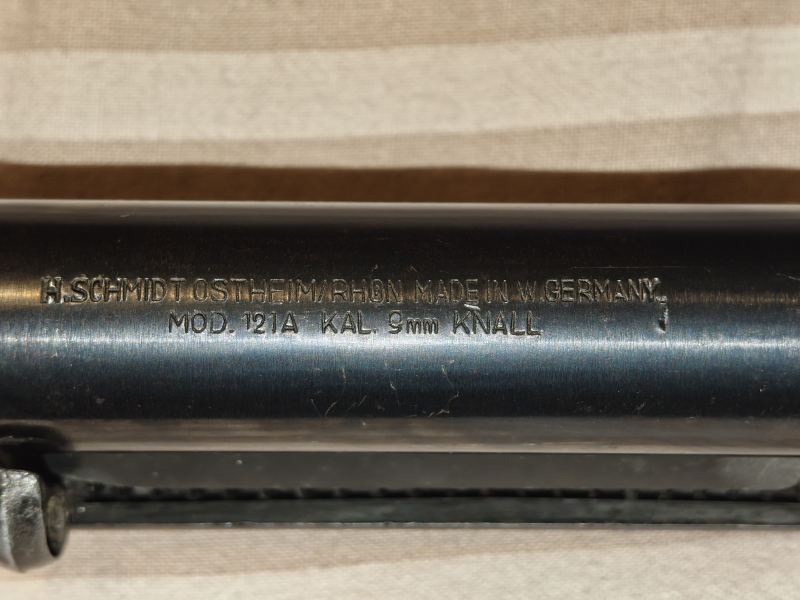 H.SCHMIDT OSTHEIM/RHÖN MADE IN W.GERMANY.
MOD. 121A KAL. 9mm KNALL